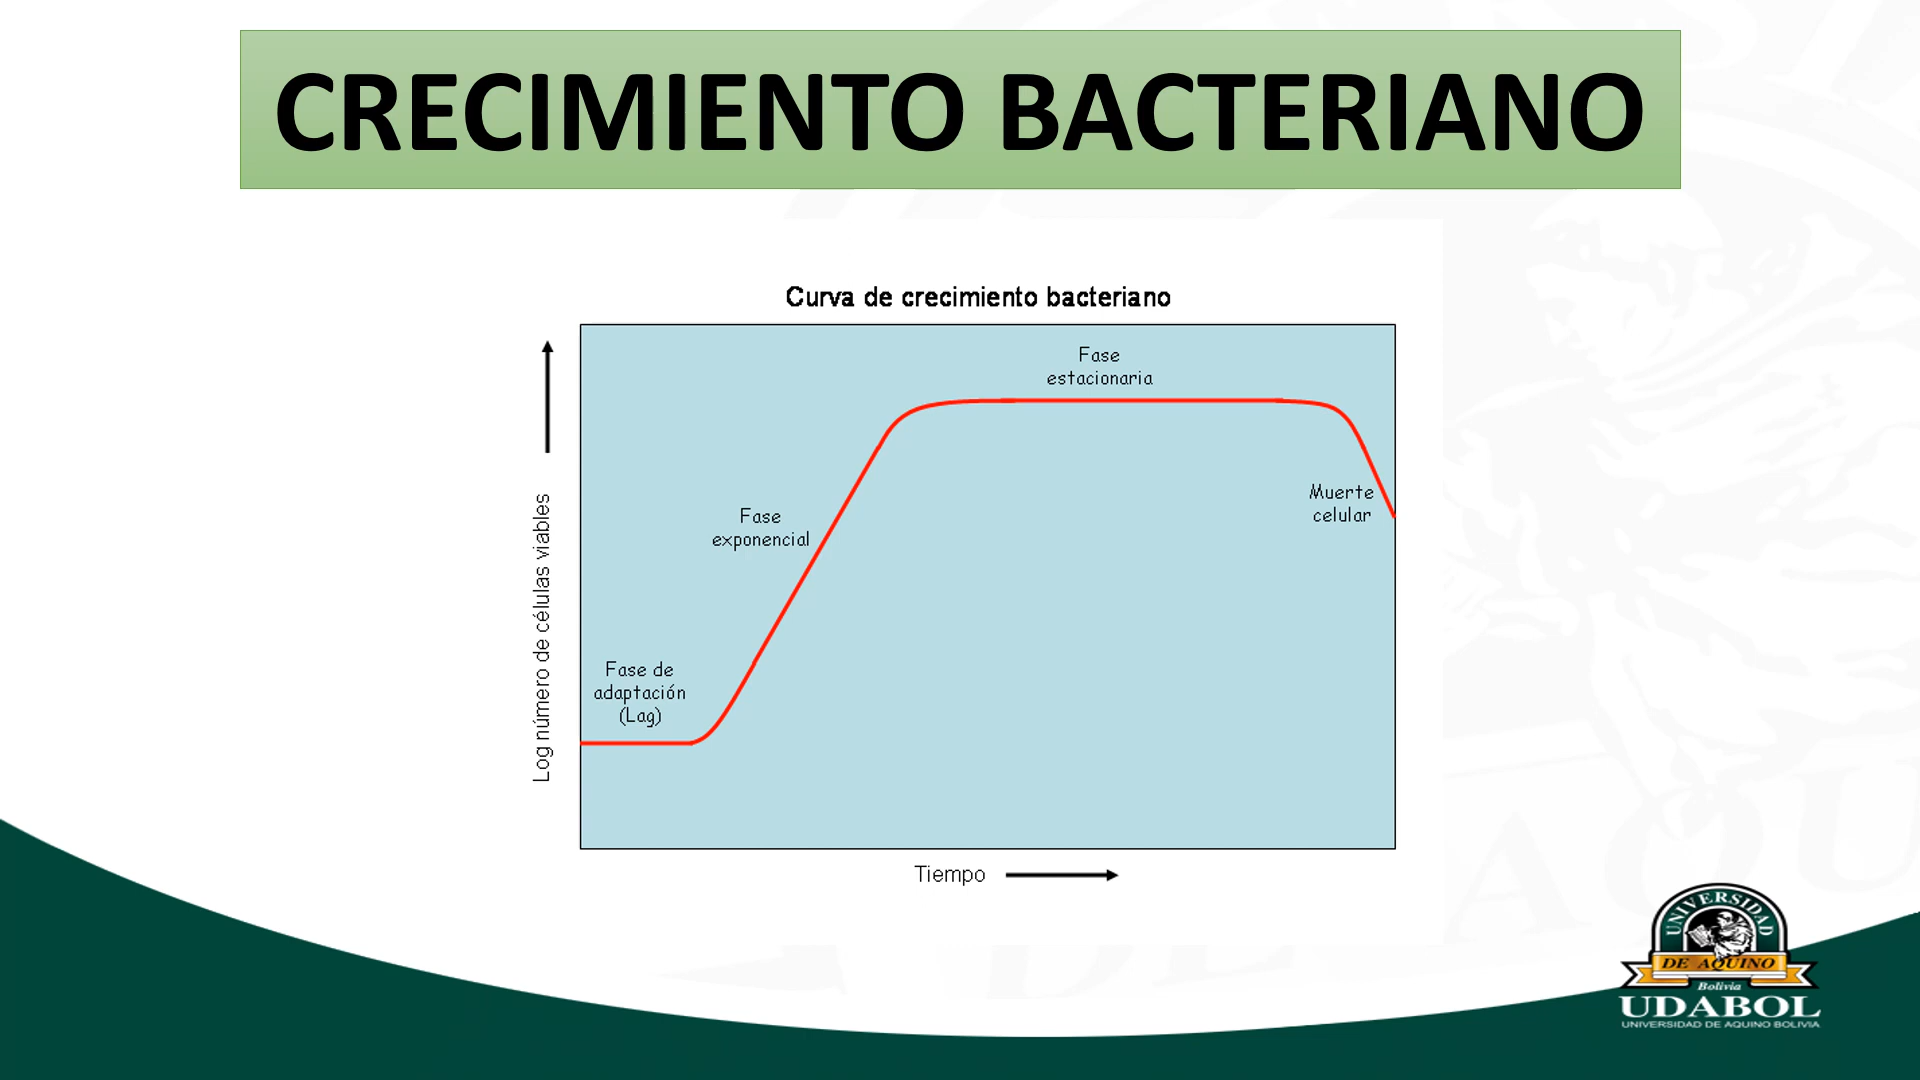 CRECIMIENTO BACTERIANO
Curva de crecimiento bacteriano
Fase
estacionaria
Fase
exponencial
Muerte
celular
Fase de
adaptación
(Lag)
Log número de células viables
Tiempo
UNIVERSIDAD
DE AQUINO
Bolivia
UDABOL
UNIVERSIDAD DE AQUINO BOLIVIA